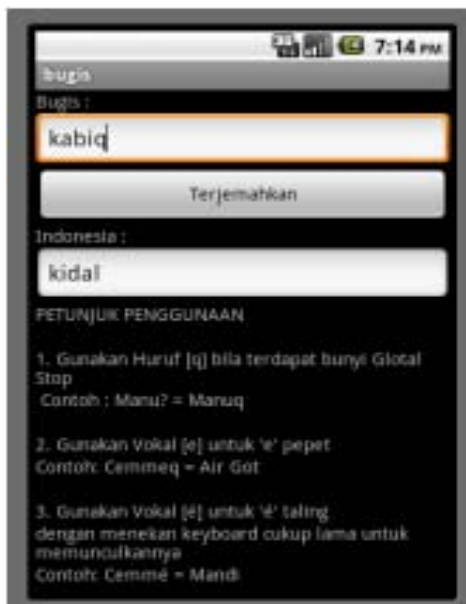 7:14 PM
bugis
Bugis :
kabiq
Terjemahkan
Indonesia :
kidal
PETUNJUK PENGGUNAAN
1. Gunakan Huruf [q] bila terdapat bunyi Glotal
Stop
Contoh : Manu? = Manuq
2. Gunakan Vokal [e] untuk 'e' pepet
Contoh: Cemmeq = Air Got
3. Gunakan Vokal [é] untuk 'é' taling
dengan menekan keyboard cukup lama untuk
memunculkannya
Contoh: Cemmé = Mandi